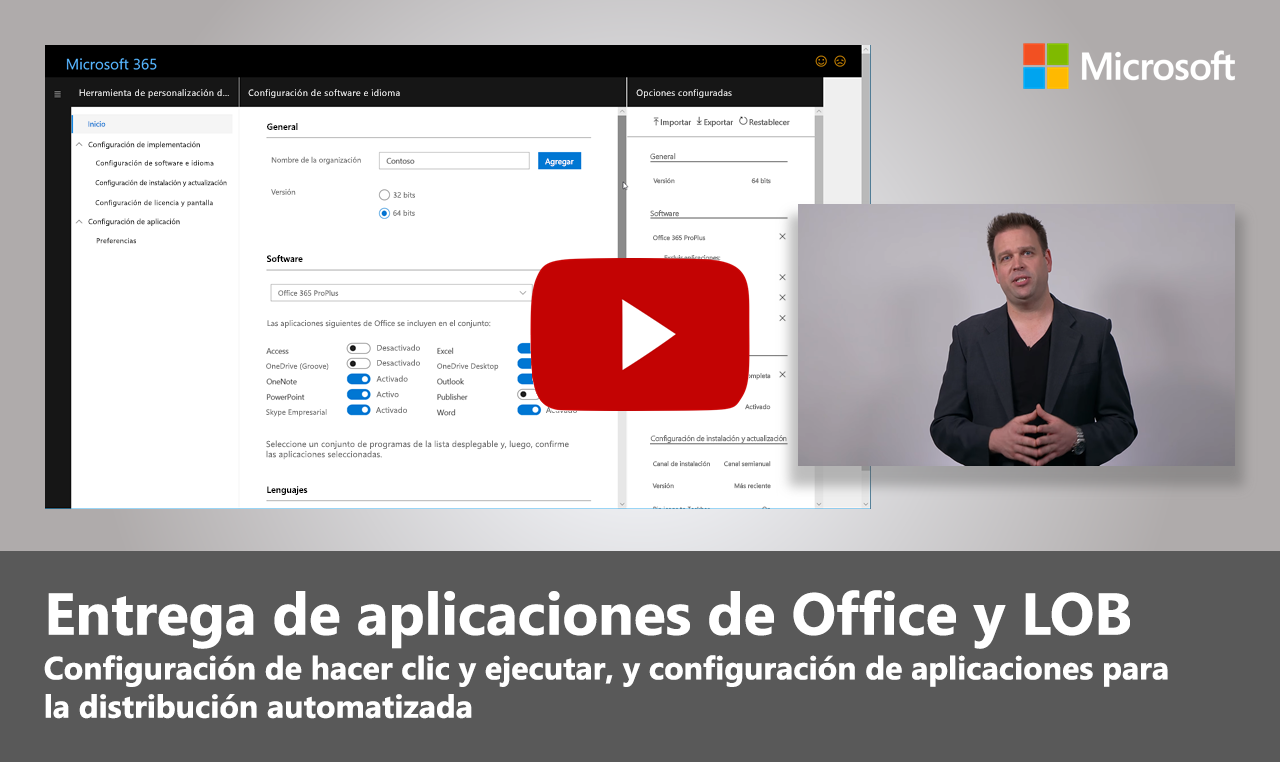 Microsoft 365
Microsoft
Herramienta de personalización d...
Configuración de software e idioma
Opciones configuradas
Inicio
Configuración de implementación
Configuración de software e idioma
Configuración de instalación y actualización
Configuración de licencia y pantalla
Configuración de aplicación
Preferencias
General
Nombre de la organización
Contoso
Agregar
Versión
32 bits
64 bits
Software
Office 365 ProPlus
Las aplicaciones siguientes de Office se incluyen en el conjunto:
Access Desactivado Excel
OneDrive (Groove) Desactivado OneDrive Desktop
OneNote Activado Outlook
PowerPoint Activo Publisher
Skype Empresarial Activado Word Activado
Seleccione un conjunto de programas de la lista desplegable y, luego, confirme
las aplicaciones seleccionadas.
Lenguajes
Importar Exportar Restablecer
General
Versión 64 bits
Software
Office 365 ProPlus
Activado
Configuración de instalación y actualización
Canal de instalación Canal semienuel
Versión Más reciente
Entrega de aplicaciones de Office y LOB
Configuración de hacer clic y ejecutar, y configuración de aplicaciones para
la distribución automatizada